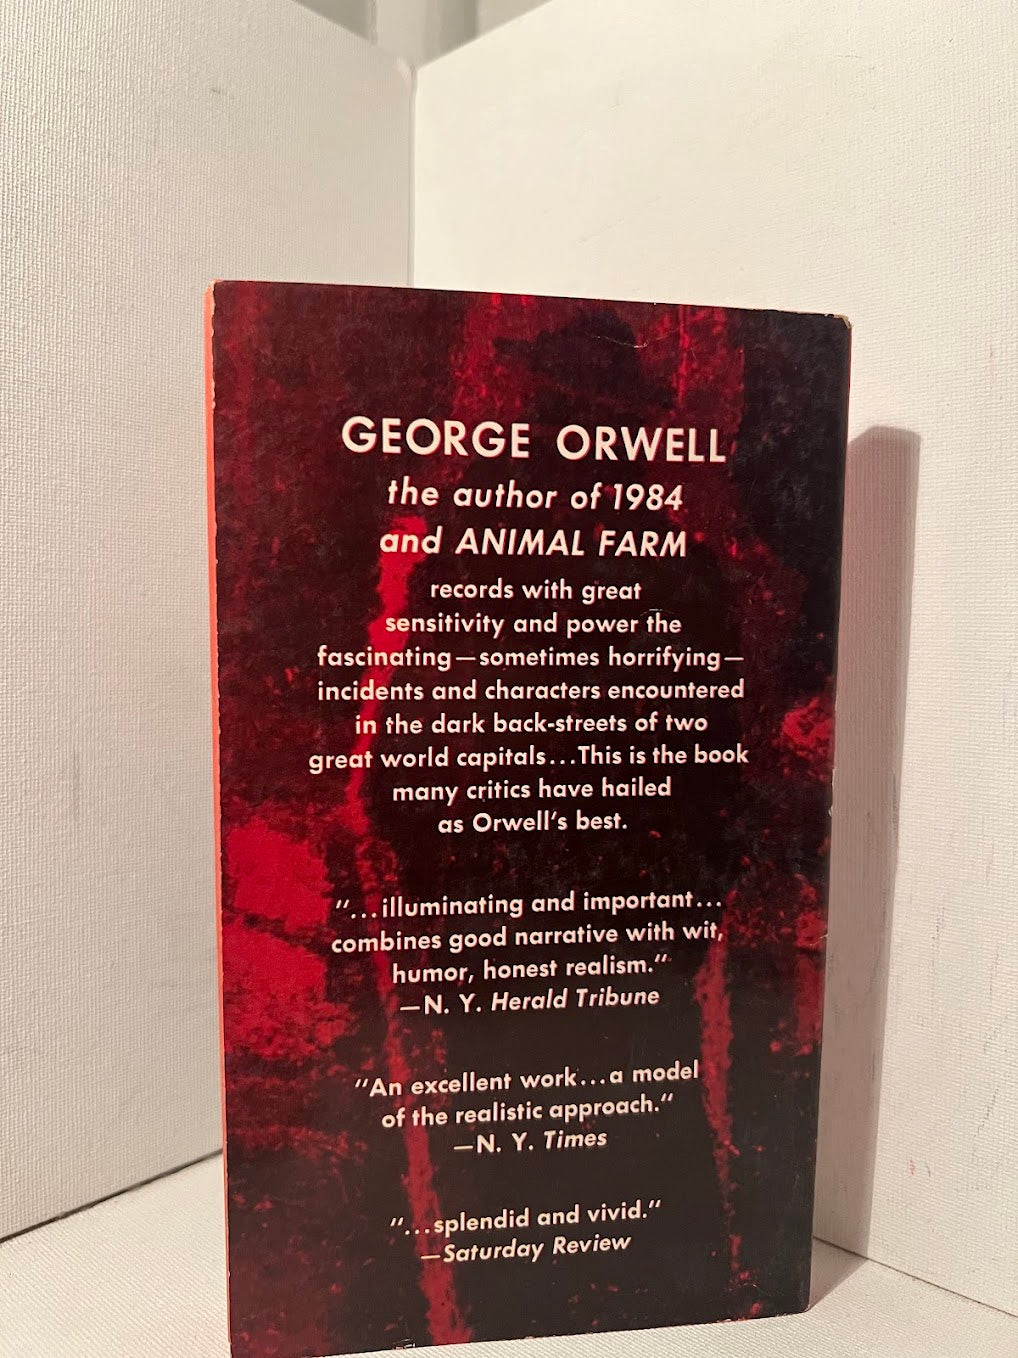 GEORGE ORWELL
the author of 1984
and ANIMAL FARM
records with great
sensitivity and power the
fascinating—sometimes horrifying—
incidents and characters encountered
in the dark back-streets of two
great world capitals...This is the book
many critics have hailed
as Orwell's best.
"...illuminating and important...
combines good narrative with wit,
humor, honest realism."
—N. Y. Herald Tribune
"An excellent work...a model
of the realistic approach."
—N. Y. Times
"...splendid and vivid."
—Saturday Review